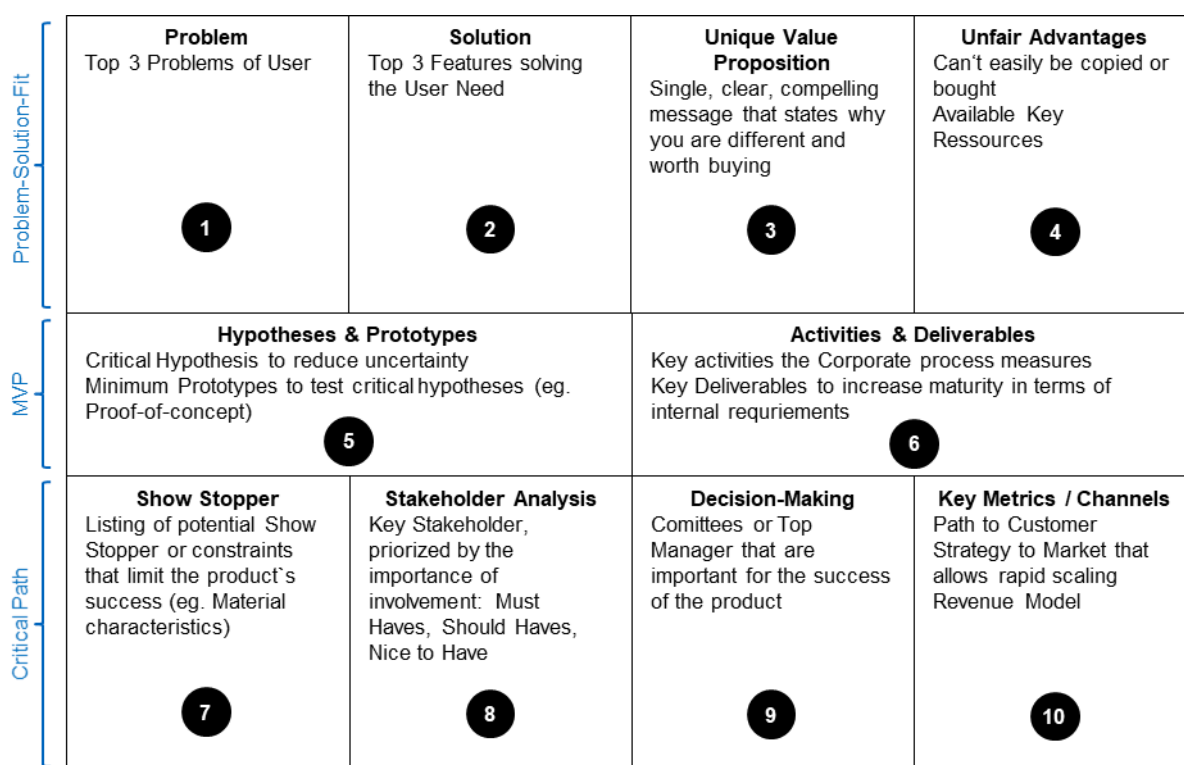 Problem-Solution-Fit
Problem
Top 3 Problems of User
1
Solution
Top 3 Features solving
the User Need
2
Unique Value
Proposition
Single, clear, compelling
message that states why
you are different and
worth buying
3
Unfair Advantages
Can't easily be copied or
bought
Available Key
Ressources
4
MVP
Hypotheses & Prototypes
Critical Hypothesis to reduce uncertainty
Minimum Prototypes to test critical hypotheses (eg.
Proof-of-concept)
5
Activities & Deliverables
Key activities the Corporate process measures
Key Deliverables to increase maturity in terms of
internal requriements
6
Critical Path
Show Stopper
Listing of potential Show
Stopper or constraints
that limit the product`s
success (eg. Material
characteristics)
7
Stakeholder Analysis
Key Stakeholder,
priorized by the
importance of
involvement: Must
Haves, Should Haves,
Nice to Have
8
Decision-Making
Comittees or Top
Manager that are
important for the success
of the product
9
Key Metrics / Channels
Path to Customer
Strategy to Market that
allows rapid scaling
Revenue Model
10